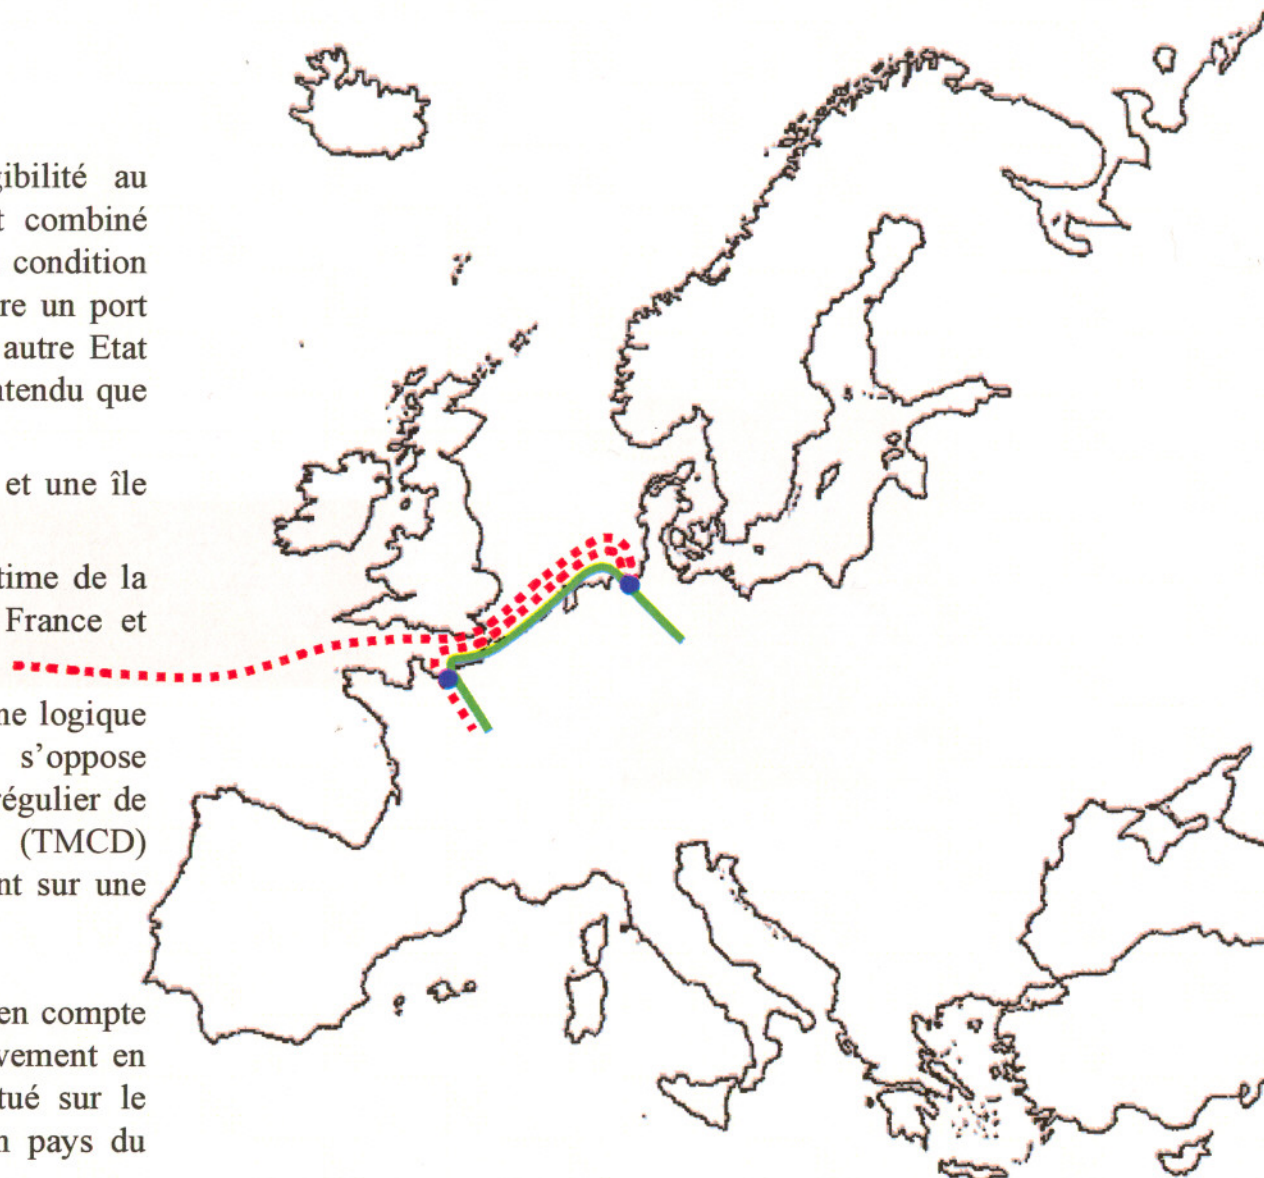 gibilité au
t combiné
condition
re un port
autre Etat
ntendu que
et une île
time de la
France et
ne logique
s'oppose
régulier de
(TMCD)
nt sur une
en compte
vement en
tué sur le
n pays du